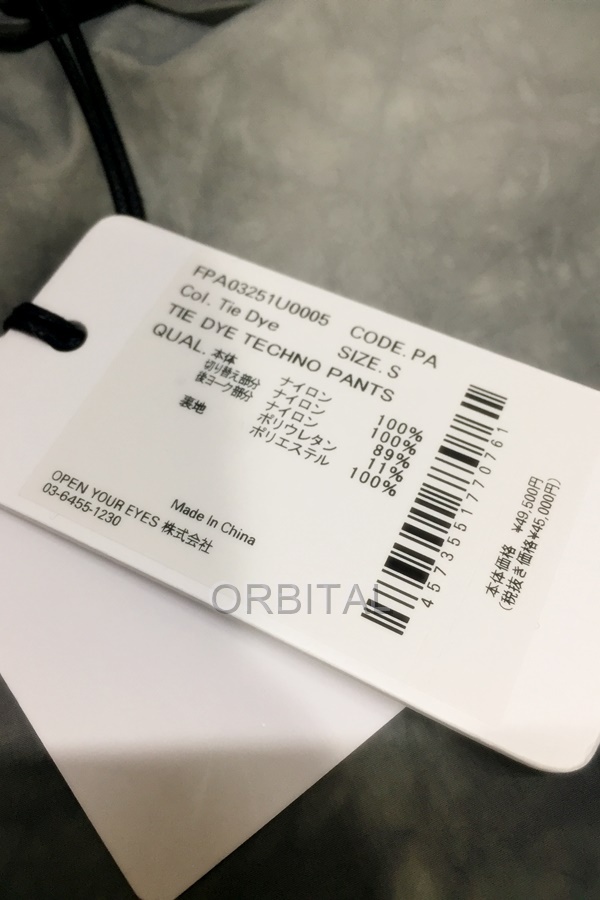 FPA03251U0005 CODE. PA
Col. Tie Dye SIZE. S
TIE DYE TECHNO PANTS
QUAL. 本体 ナイロン 100%
切り替え部分 ナイロン 100%
後ヨーク部分 ナイロン 89%
ポリウレタン 11%
裏地 ポリエステル 100%
Made In China
OPEN YOUR EYES 株式会社
03-6455-1230
4573551770761
本体価格 ¥49,500円
(税抜き価格¥45,000円)
ORBITAL